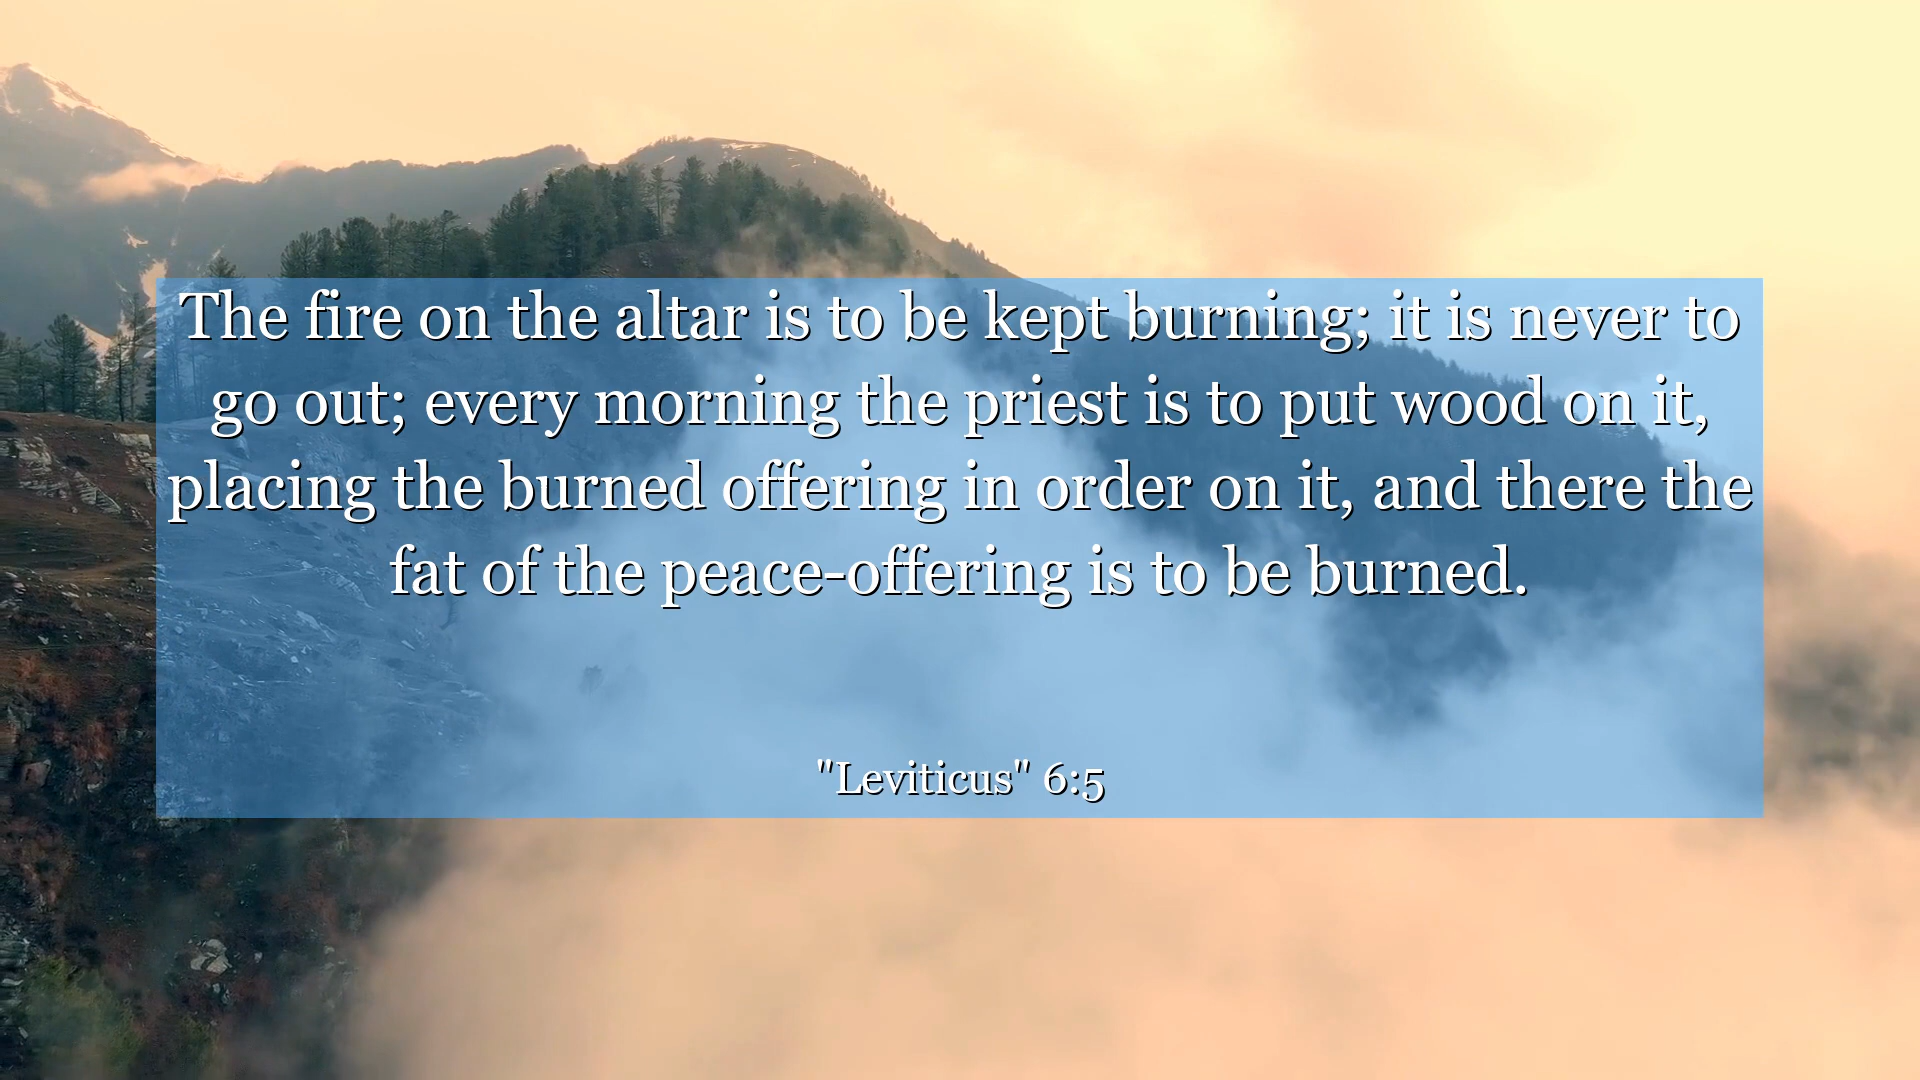 The fire on the altar is to be kept burning; it is never to
go out; every morning the priest is to put wood on it,
placing the burned offering in order on it, and there the
fat of the peace-offering is to be burned.
"Leviticus" 6:5